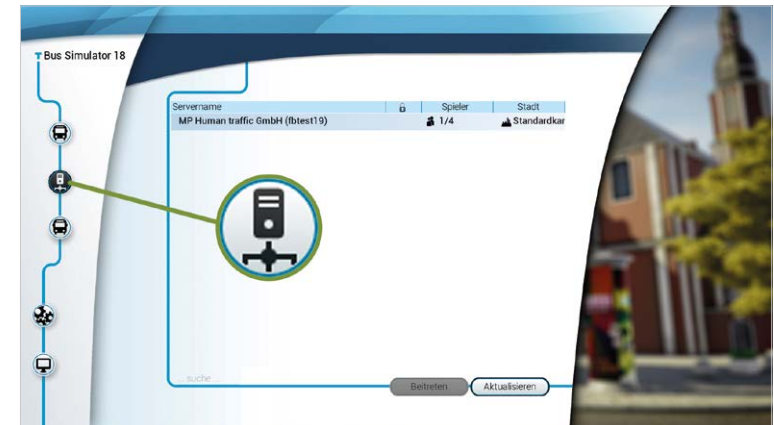 Bus Simulator 18
Servername Spieler Stadt
MP Human traffic GmbH (fbtest19) 1/4 Standardkar
... suche ...
Beitreten Aktualisieren